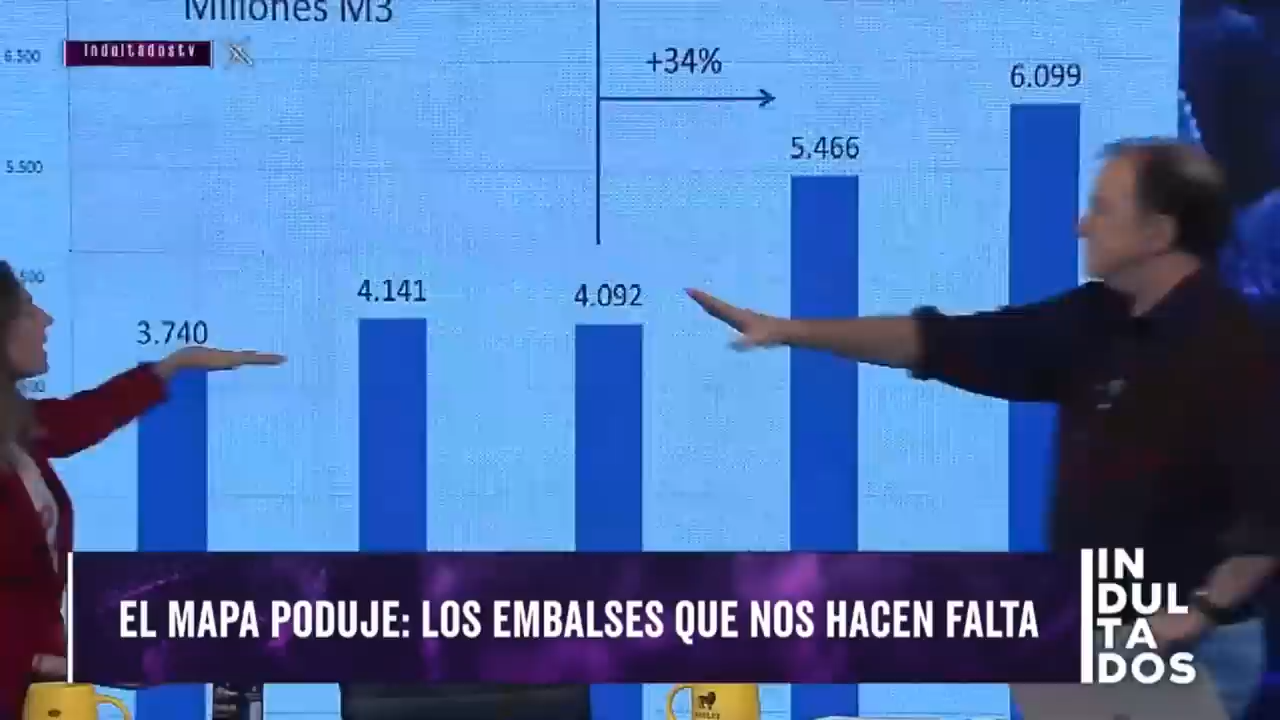 Millones M3
6.500
indultadostv
+34%
6.099
5.466
5.500
4.141
4.092
3.740
EL MAPA PODUJE: LOS EMBALSES QUE NOS HACEN FALTA
IN
DUL
TA
DOS